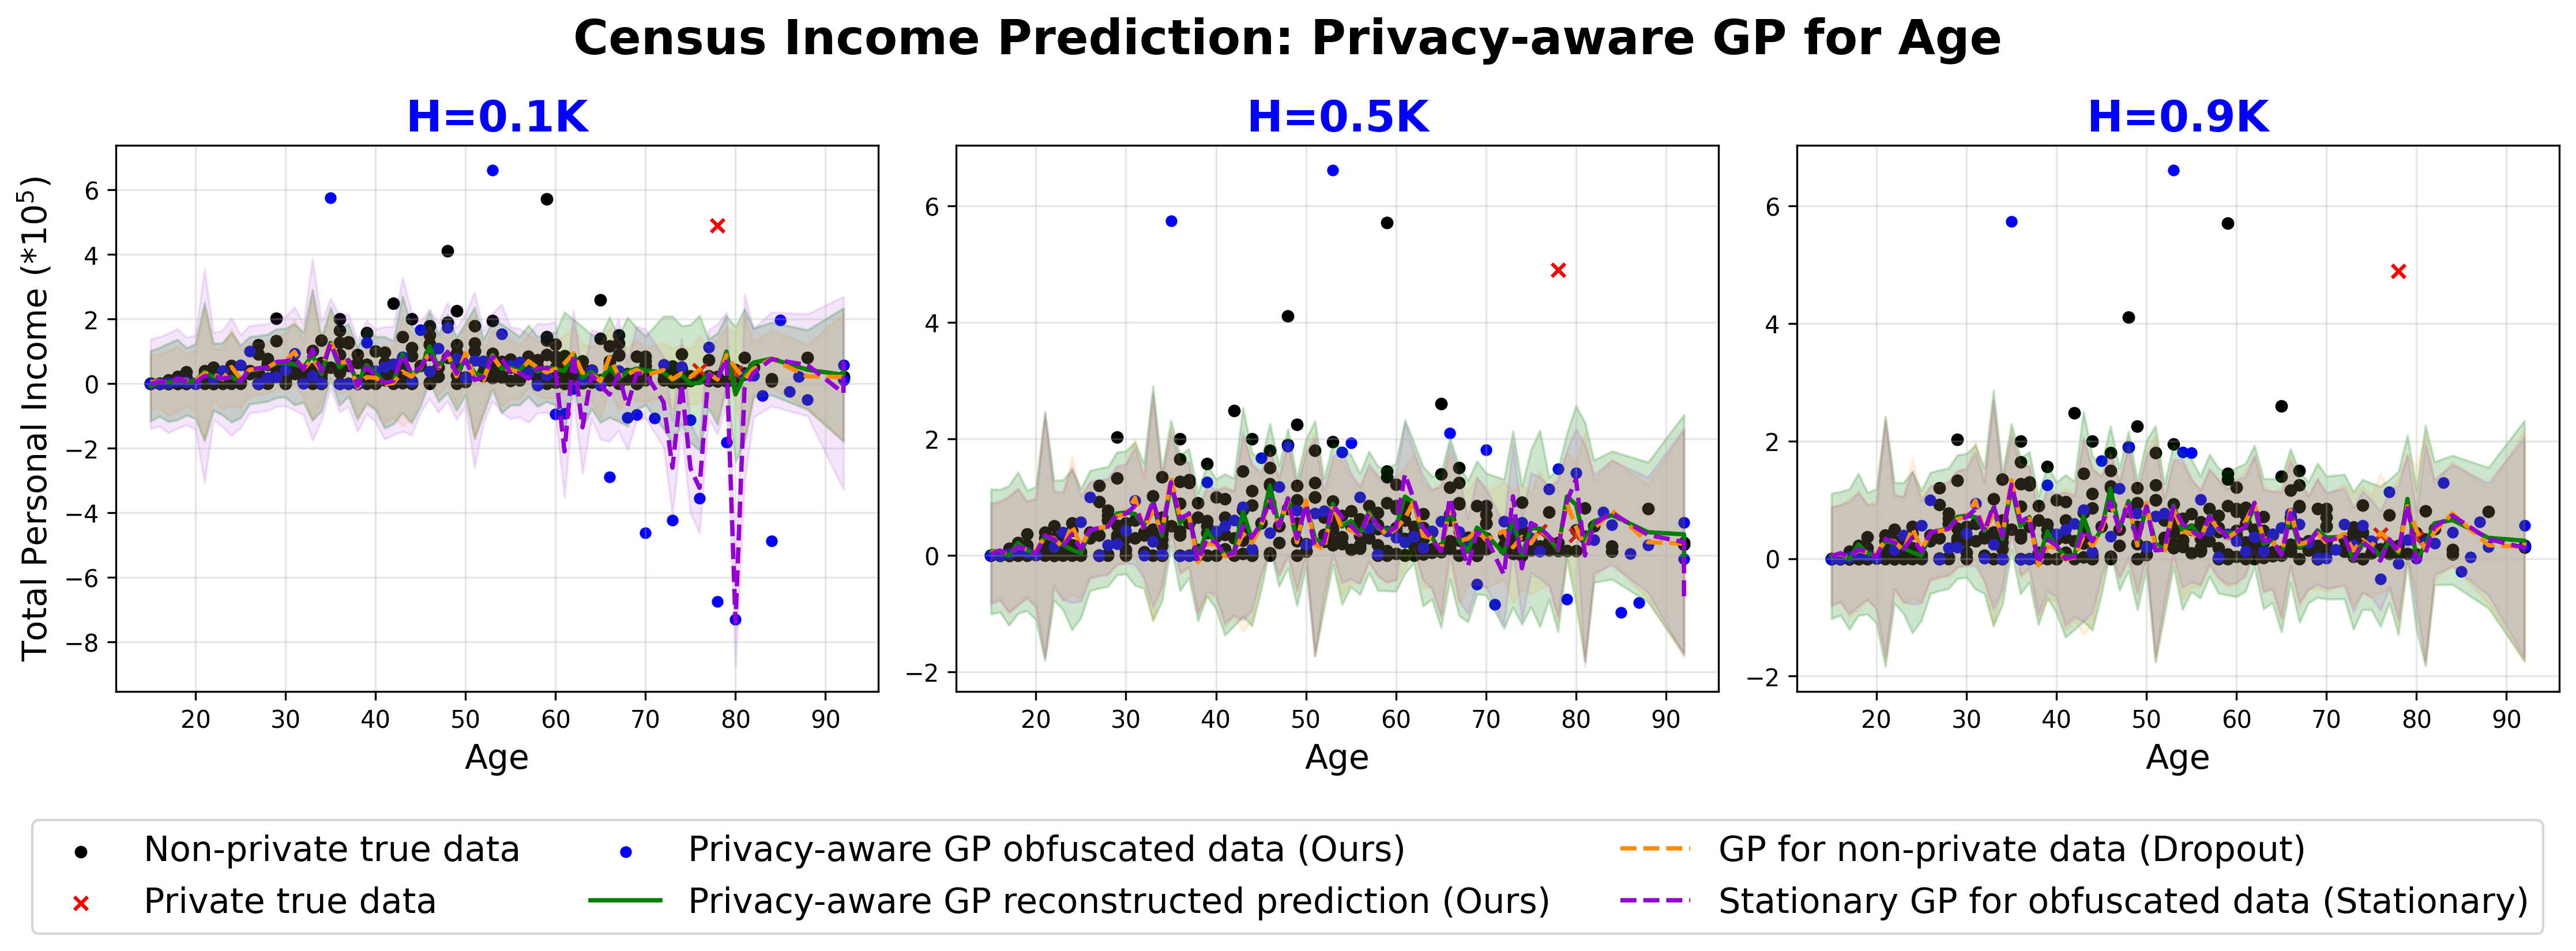 Census Income Prediction: Privacy-aware GP for Age
H=0.1K
H=0.5K
H=0.9K
Total Personal Income (*10⁵)
6
4
2
0
−2
−4
−6
−8
20 30 40 50 60 70 80 90
Age
6
4
2
0
−2
20 30 40 50 60 70 80 90
Age
6
4
2
0
−2
20 30 40 50 60 70 80 90
Age
Non-private true data
Private true data
Privacy-aware GP obfuscated data (Ours)
Privacy-aware GP reconstructed prediction (Ours)
GP for non-private data (Dropout)
Stationary GP for obfuscated data (Stationary)